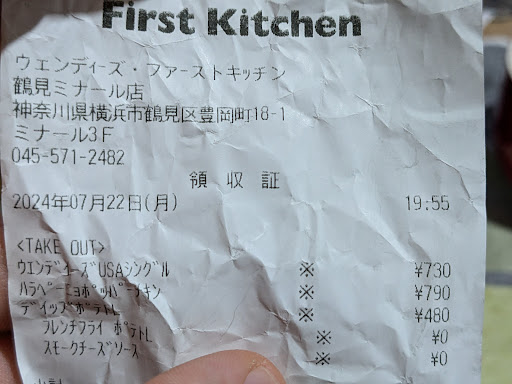 First Kitchen
ウェンディーズ・ファーストキッチン
鶴見ミナール店
神奈川県横浜市鶴見区豊岡町18-1
ミナール3F
045-571-2482
領 収 証
2024年07月22日(月) 19:55
<TAKE OUT>
ウエンディーズUSAシングル ※ ¥730
ハラペーニョポッパーチキン ※ ¥790
ディップポテトL ※ ¥480
フレンチフライ ポテトL ※ ¥0
スモークチーズソース ※ ¥0